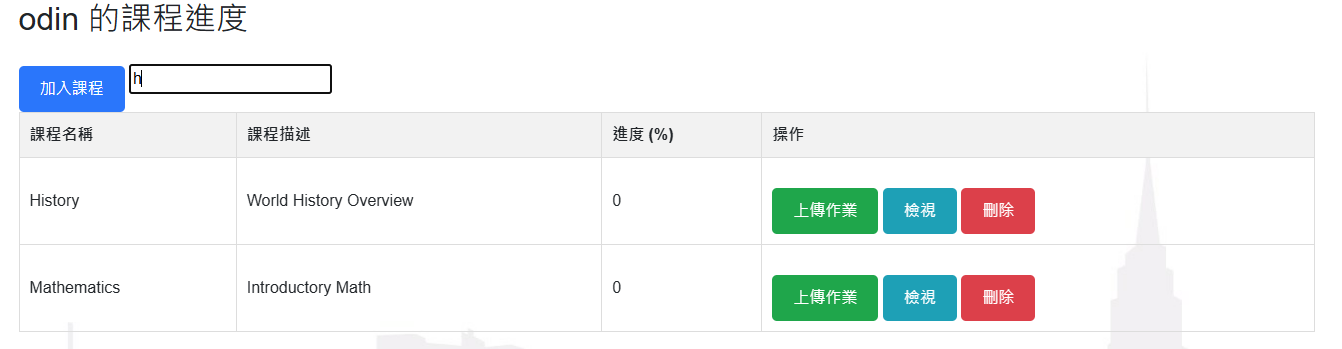 odin 的課程進度
加入課程 h
課程名稱 課程描述 進度 (%) 操作
History World History Overview 0 上傳作業 檢視 刪除
Mathematics Introductory Math 0 上傳作業 檢視 刪除